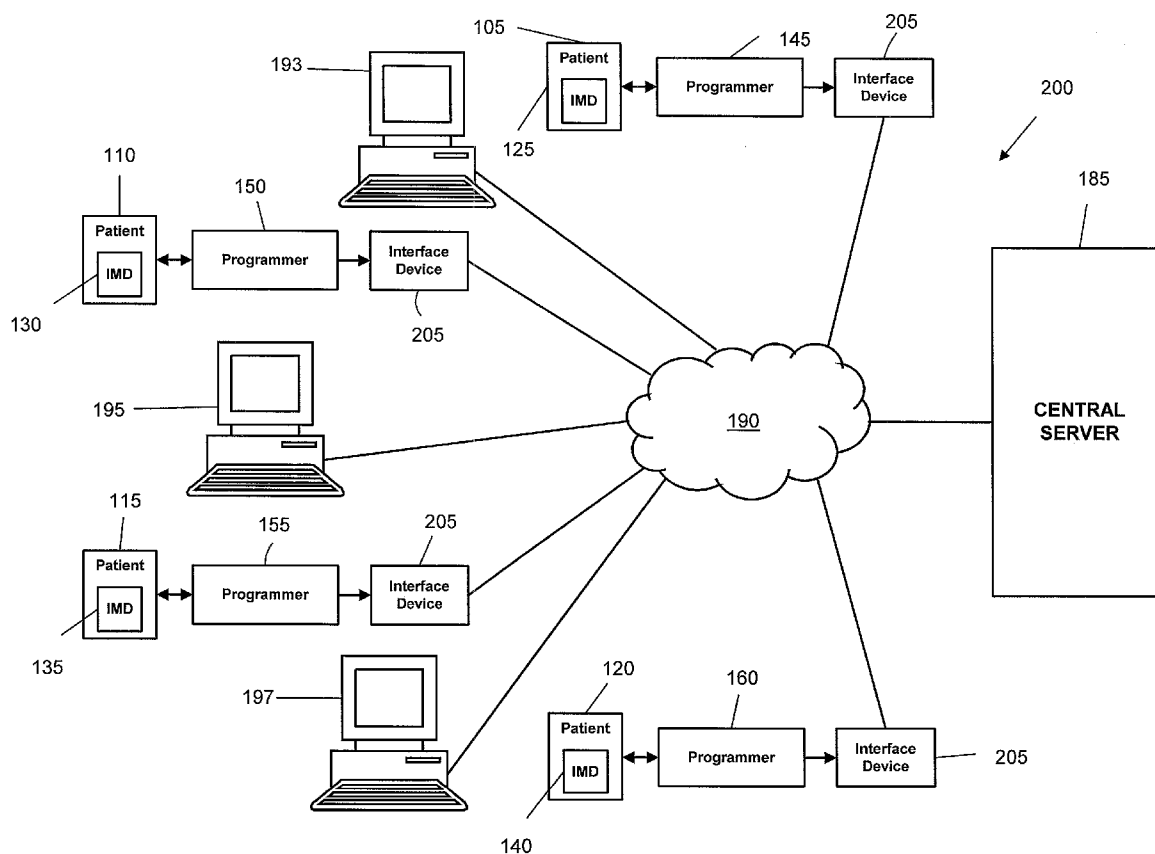 105
145
205
193
Patient
IMD
Programmer
Interface
Device
200
125
110
150
185
Patient
IMD
Programmer
Interface
Device
130
205
195
190
CENTRAL
SERVER
115
155
205
Patient
IMD
Programmer
Interface
Device
135
197
120
160
Patient
IMD
Programmer
Interface
Device
205
140